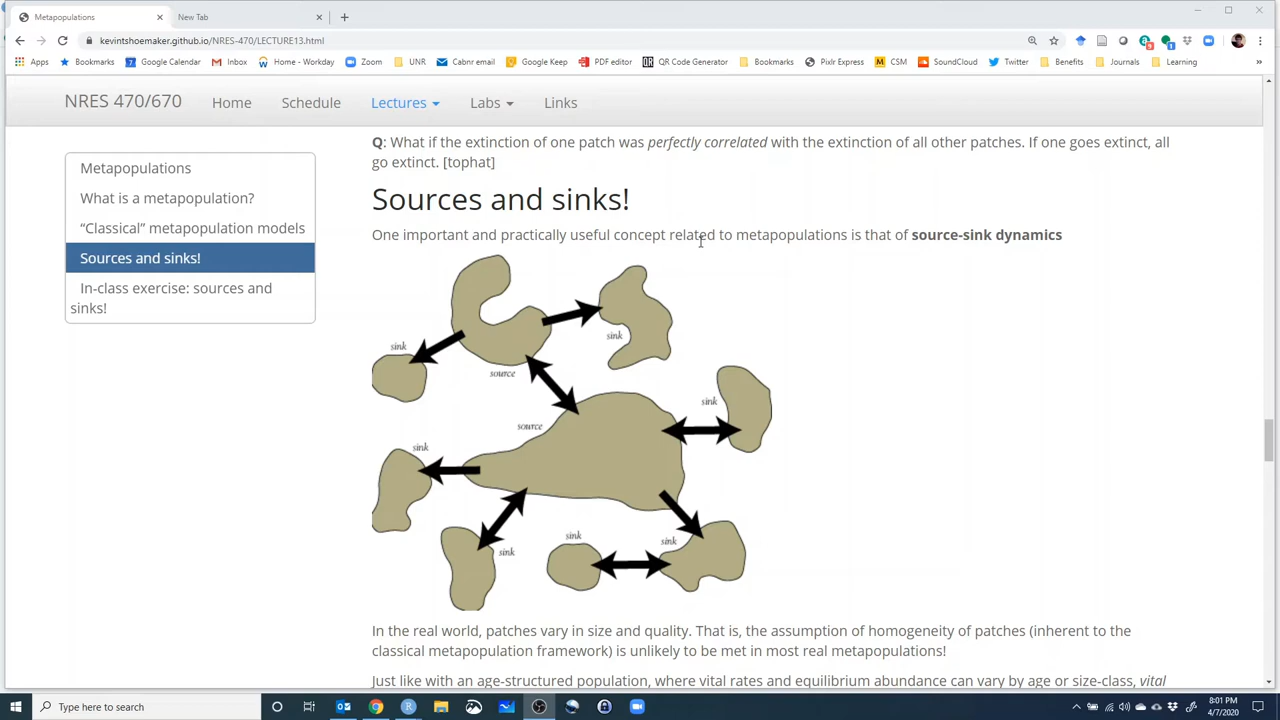 Metapopulations
New Tab
kevintshoemaker.github.io/NRES-470/LECTURE13.html
Apps Bookmarks Google Calendar Inbox Home - Workday Zoom UNR Cabnr email Google Keep PDF editor QR Code Generator Bookmarks Pixlr Express CSM SoundCloud Twitter Benefits Journals Learning »
NRES 470/670 Home Schedule Lectures Labs Links
Metapopulations
What is a metapopulation?
“Classical” metapopulation models
Sources and sinks!
In-class exercise: sources and
sinks!
Q: What if the extinction of one patch was perfectly correlated with the extinction of all other patches. If one goes extinct, all
go extinct. [tophat]
Sources and sinks!
One important and practically useful concept related to metapopulations is that of source-sink dynamics
sink
sink
source
sink
source
sink
sink
sink
sink
In the real world, patches vary in size and quality. That is, the assumption of homogeneity of patches (inherent to the
classical metapopulation framework) is unlikely to be met in most real metapopulations!
Just like with an age-structured population, where vital rates and equilibrium abundance can vary by age or size-class, vital
Type here to search
8:01 PM
4/7/2020